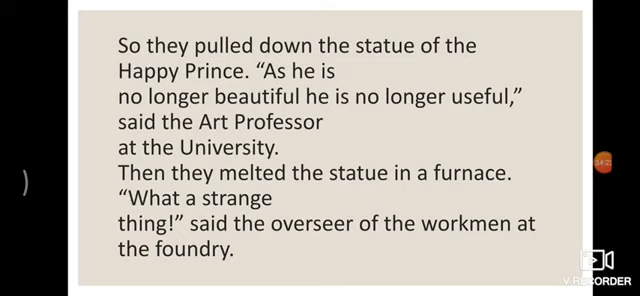 So they pulled down the statue of the
Happy Prince. “As he is
no longer beautiful he is no longer useful,”
said the Art Professor
at the University.
Then they melted the statue in a furnace.
“What a strange
thing!” said the overseer of the workmen at
the foundry.
V RECORDER